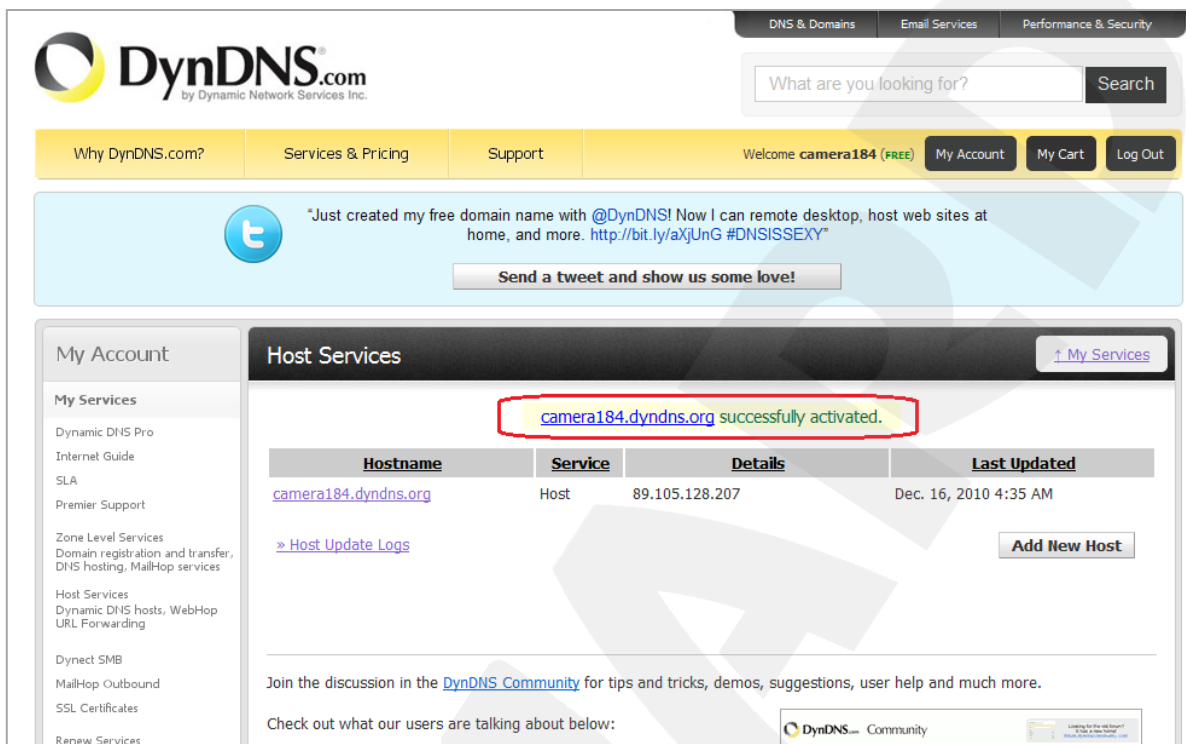 DNS & Domains Email Services Performance & Security
DynDNS.com
by Dynamic Network Services Inc.
What are you looking for? Search
Why DynDNS.com? Services & Pricing Support Welcome camera184 (FREE) My Account My Cart Log Out
“Just created my free domain name with @DynDNS! Now I can remote desktop, host web sites at
home, and more. http://bit.ly/aXjUnG #DNSISSEXY”
Send a tweet and show us some love!
My Account
Host Services
↑ My Services
My Services
Dynamic DNS Pro
Internet Guide
SLA
Premier Support
Zone Level Services
Domain registration and transfer,
DNS hosting, MailHop services
Host Services
Dynamic DNS hosts, WebHop
URL Forwarding
Dynect SMB
MailHop Outbound
SSL Certificates
Renew Services
camera184.dyndns.org successfully activated.
Hostname Service Details Last Updated
camera184.dyndns.org Host 89.105.128.207 Dec. 16, 2010 4:35 AM
» Host Update Logs
Add New Host
Join the discussion in the DynDNS Community for tips and tricks, demos, suggestions, user help and much more.
Check out what our users are talking about below:
DynDNS.com Community